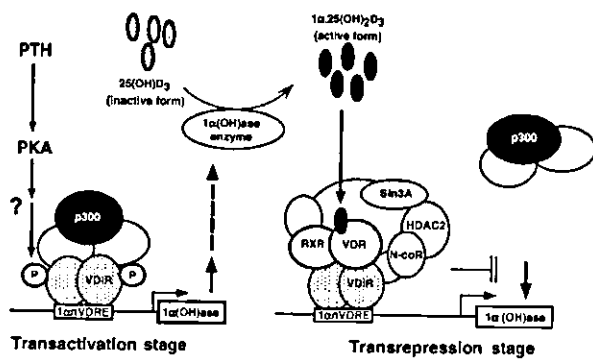 PTH
PKA
?
p300
P
VDIR
P
1αnVDRE
1α(OH)ase
Transactivation stage
25(OH)D₃
(inactive form)
1α(OH)ase
enzyme
1α.25(OH)₂D₃
(active form)
Sin3A
HDAC2
N-coR
RXR
VDR
VDIR
1αnVDRE
1α(OH)ase
Transrepression stage
p300